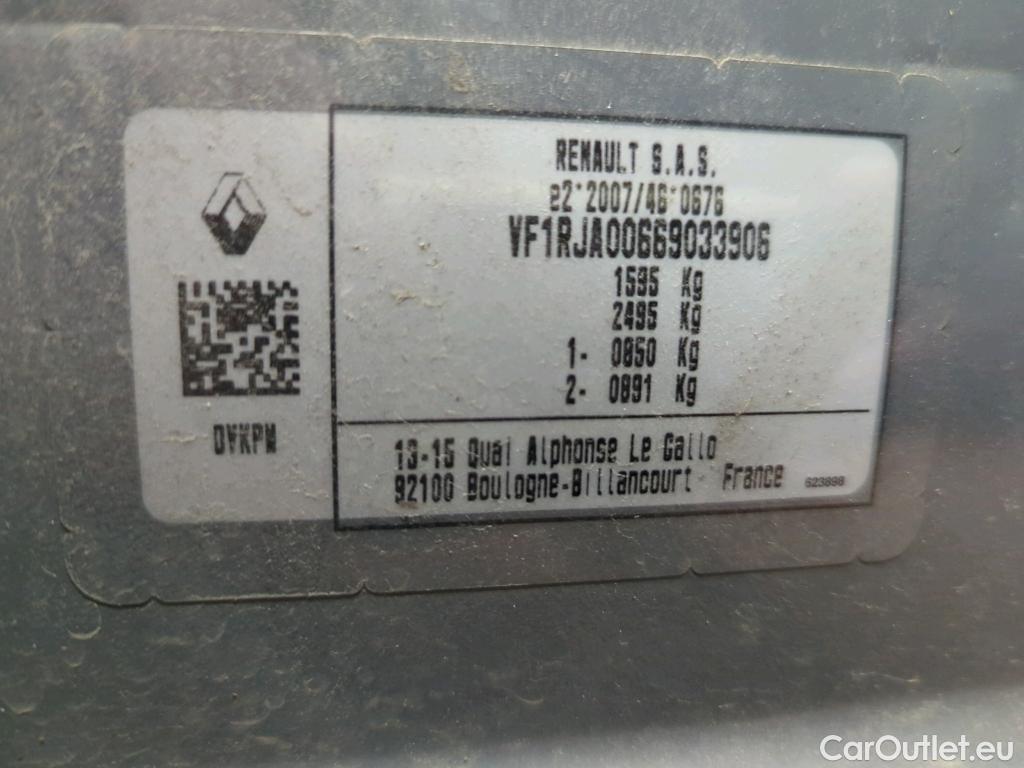 RENAULT S.A.S.
e2*2007/46*0676
VF1RJA00669033906
1595 Kg
2495 Kg
1- 0850 Kg
2- 0891 Kg
DVKPM
13-15 Quai Alphonse Le Gallo
92100 Boulogne-Billancourt France
623898
CarOutlet.eu